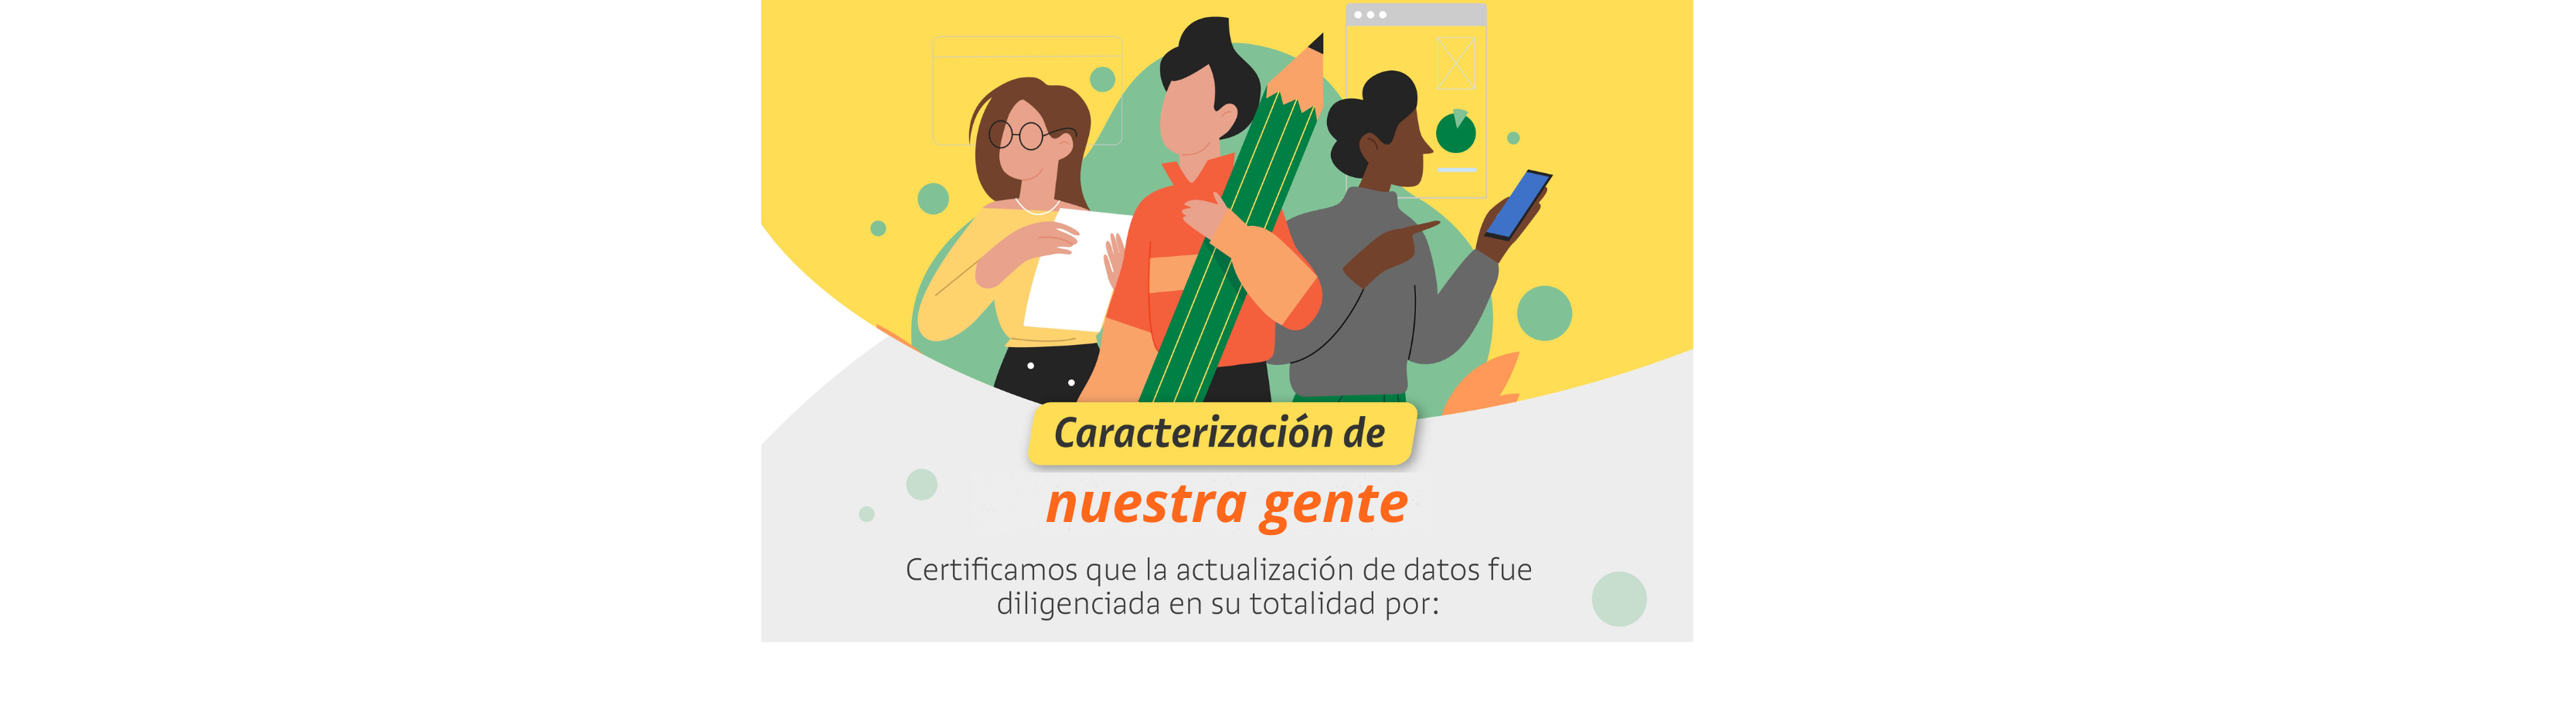 Caracterización de
nuestra gente
Certificamos que la actualización de datos fue
diligenciada en su totalidad por: